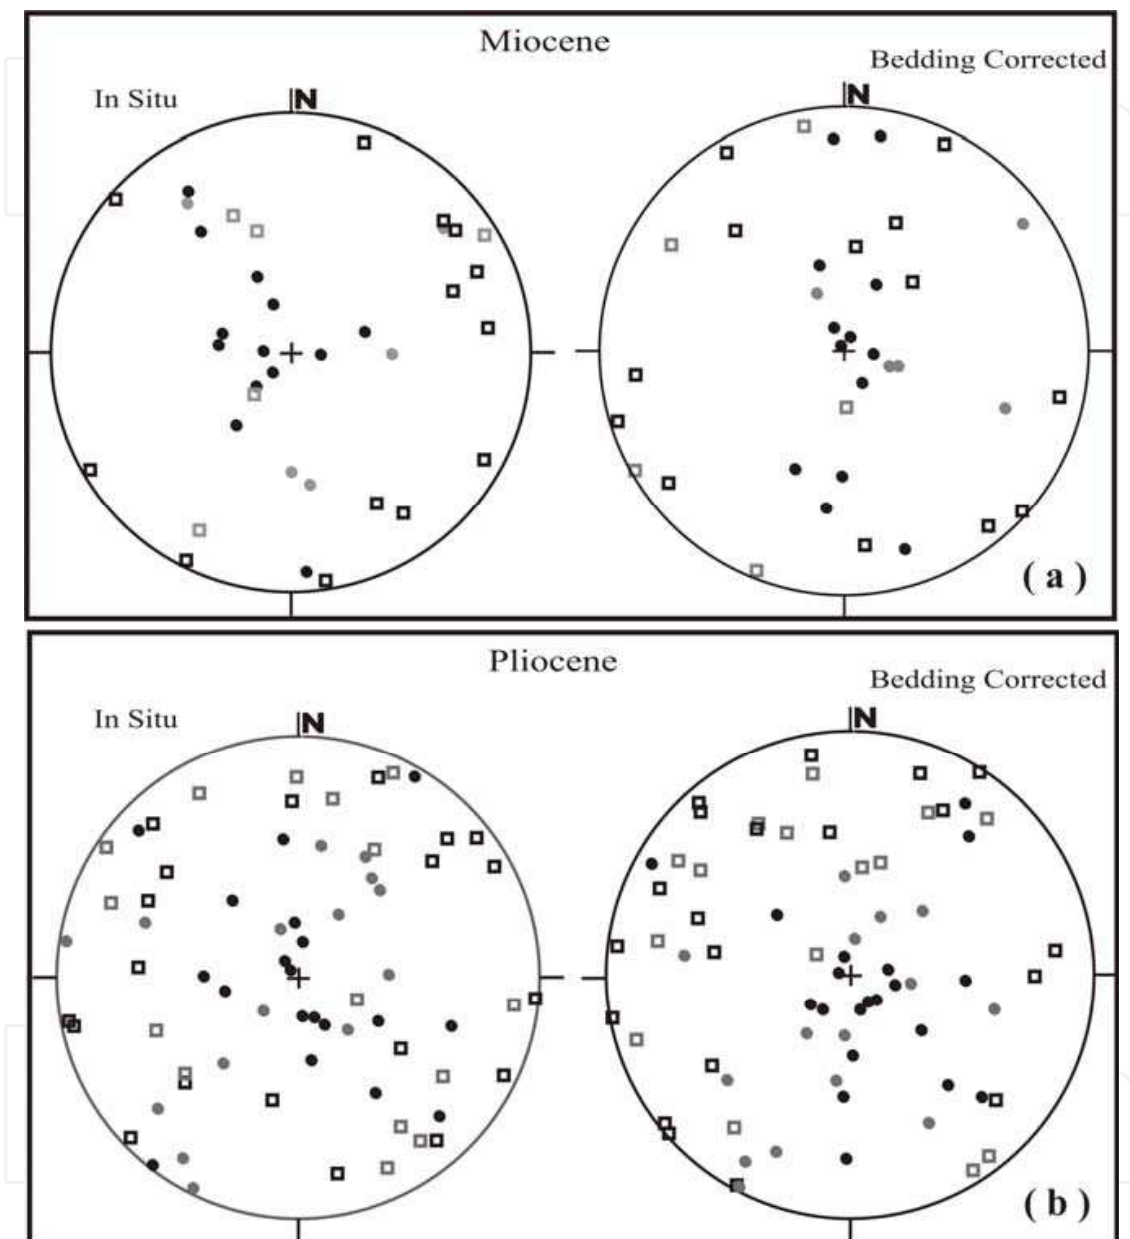 Miocene
In Situ
Bedding Corrected
N
N
( a )
Pliocene
In Situ
Bedding Corrected
N
N
( b )